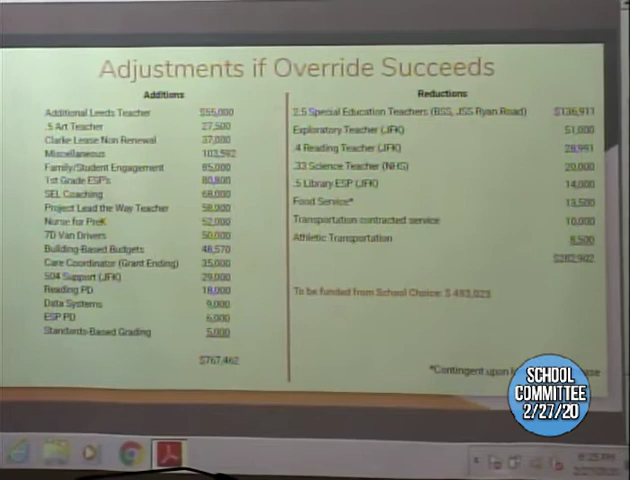 Adjustments if Override Succeeds
Additions
Additional Leeds Teacher $55,000
.5 Art Teacher 27,500
Clarke Lease Non Renewal 37,000
Miscellaneous 103,592
Family/Student Engagement 85,000
1st Grade ESP's 80,800
SEL Coaching 68,000
Project Lead the Way Teacher 58,000
Nurse for PreK 52,000
7D Van Drivers 50,000
Building-Based Budgets 48,570
Care Coordinator (Grant Ending) 35,000
504 Support (JFK) 29,000
Reading PD 18,000
Data Systems 9,000
ESP PD 6,000
Standards-Based Grading 5,000
$767,462
Reductions
2.5 Special Education Teachers (BSS, JSS Ryan Road) $136,911
Exploratory Teacher (JFK) 51,000
.4 Reading Teacher (JFK) 28,991
.33 Science Teacher (NHS) 20,000
.5 Library ESP (JFK) 14,000
Food Service* 13,500
Transportation contracted service 10,000
Athletic Transportation 8,500
$282,902
To be funded from School Choice: $ 483,023
*Contingent upon
SCHOOL
COMMITTEE
2/27/20
6:25 PM